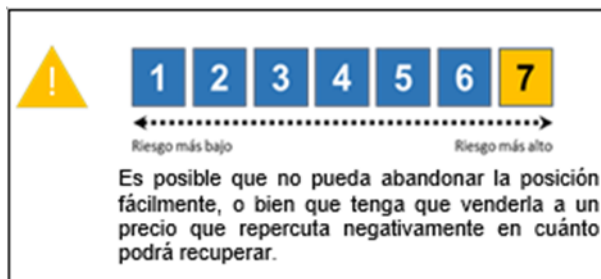 !
1 2 3 4 5 6 7
Riesgo más bajo Riesgo más alto
Es posible que no pueda abandonar la posición
fácilmente, o bien que tenga que venderla a un
precio que repercuta negativamente en cuánto
podrá recuperar.